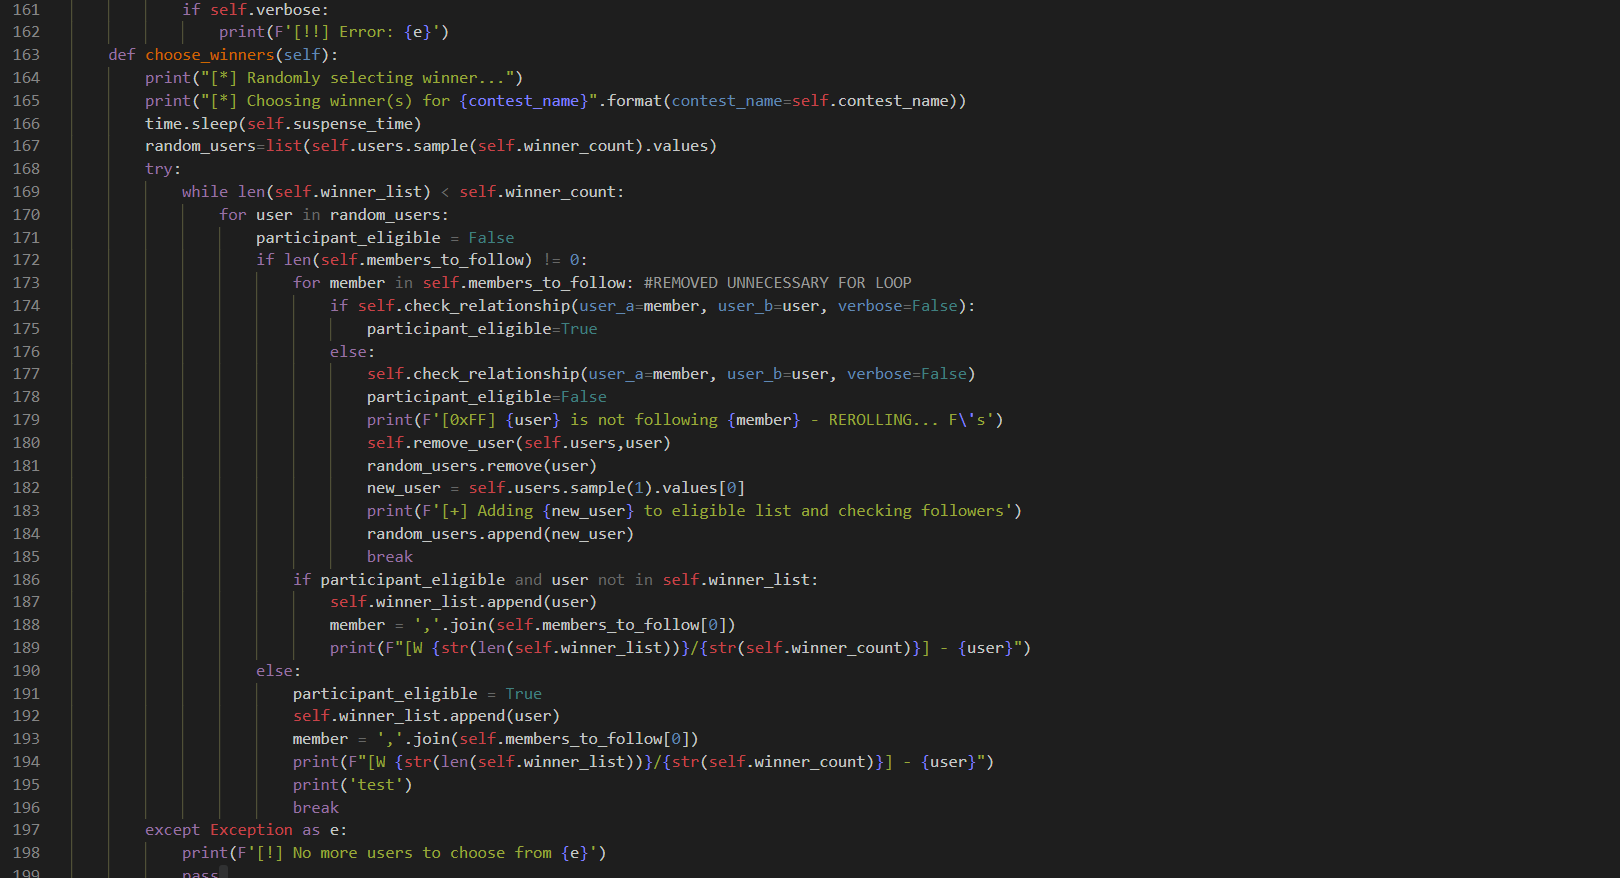 161 if self.verbose:
162 print(F'[!!] Error: {e}')
163 def choose_winners(self):
164 print("[*] Randomly selecting winner...")
165 print("[*] Choosing winner(s) for {contest_name}".format(contest_name=self.contest_name))
166 time.sleep(self.suspense_time)
167 random_users=list(self.users.sample(self.winner_count).values)
168 try:
169 while len(self.winner_list) < self.winner_count:
170 for user in random_users:
171 participant_eligible = False
172 if len(self.members_to_follow) != 0:
173 for member in self.members_to_follow: #REMOVED UNNECESSARY FOR LOOP
174 if self.check_relationship(user_a=member, user_b=user, verbose=False):
175 participant_eligible=True
176 else:
177 self.check_relationship(user_a=member, user_b=user, verbose=False)
178 participant_eligible=False
179 print(F'[0xFF] {user} is not following {member} - REROLLING... F\'s')
180 self.remove_user(self.users,user)
181 random_users.remove(user)
182 new_user = self.users.sample(1).values[0]
183 print(F'[+] Adding {new_user} to eligible list and checking followers')
184 random_users.append(new_user)
185 break
186 if participant_eligible and user not in self.winner_list:
187 self.winner_list.append(user)
188 member = ','.join(self.members_to_follow[0])
189 print(F"[W {str(len(self.winner_list))}/{str(self.winner_count)}] - {user}")
190 else:
191 participant_eligible = True
192 self.winner_list.append(user)
193 member = ','.join(self.members_to_follow[0])
194 print(F"[W {str(len(self.winner_list))}/{str(self.winner_count)}] - {user}")
195 print('test')
196 break
197 except Exception as e:
198 print(F'[!] No more users to choose from {e}')
199 pass